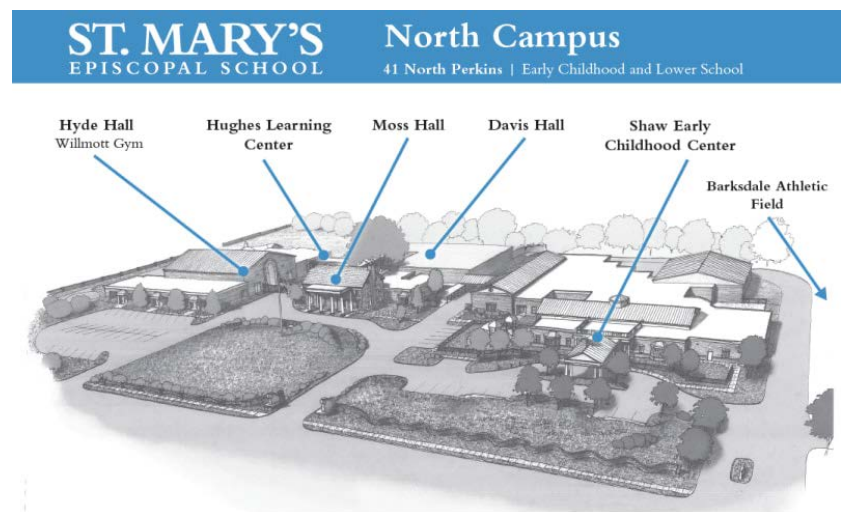 ST. MARY'S
EPISCOPAL SCHOOL
North Campus
41 North Perkins | Early Childhood and Lower School
Hyde Hall
Willmott Gym
Hughes Learning
Center
Moss Hall
Davis Hall
Shaw Early
Childhood Center
Barksdale Athletic
Field